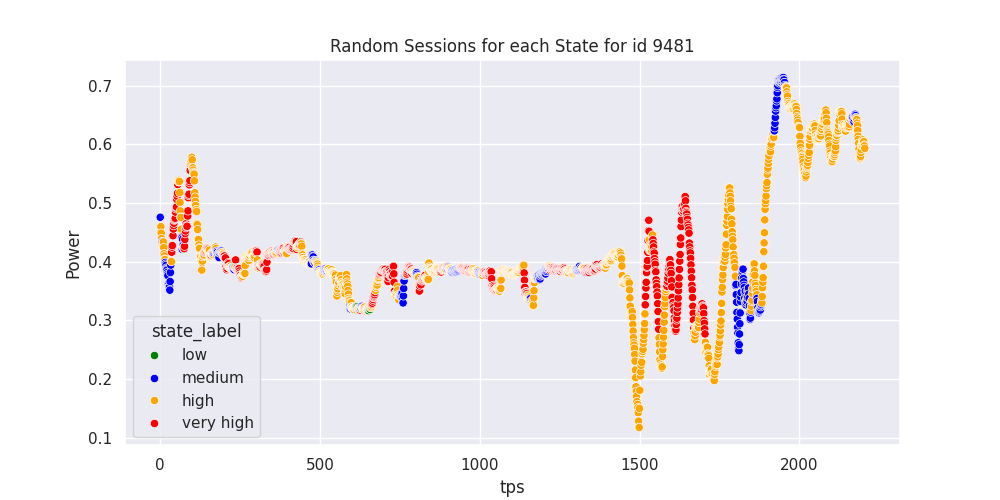 Random Sessions for each State for id 9481
Power
0.7
0.6
0.5
0.4
0.3
0.2
0.1
state_label
low
medium
high
very high
0
500
1000
1500
2000
tps